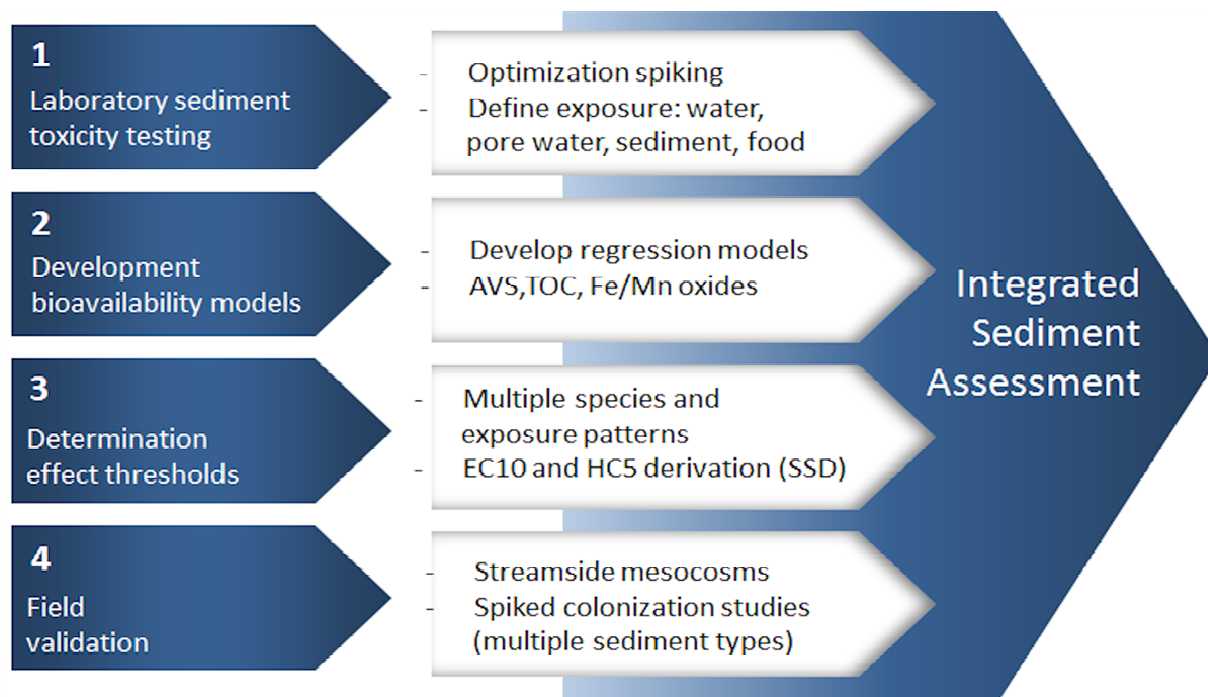 1
Laboratory sediment
toxicity testing
- Optimization spiking
- Define exposure: water,
pore water, sediment, food
2
Development
bioavailability models
- Develop regression models
- AVS,TOC, Fe/Mn oxides
3
Determination
effect thresholds
- Multiple species and
exposure patterns
- EC10 and HC5 derivation (SSD)
4
Field
validation
- Streamside mesocosms
- Spiked colonization studies
(multiple sediment types)
Integrated
Sediment
Assessment